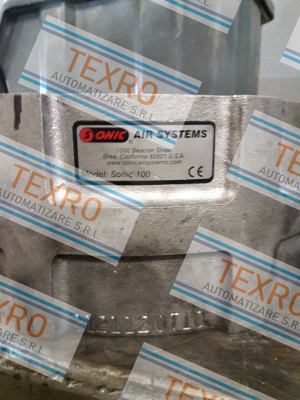 SONIC AIR SYSTEMS
1050 Beacon Street
Brea, California 92821 U.S.A.
www.sonicairsystems.com
Model: Sonic 100 CE
TEXRO
AUTOMATIZARE S.R.L.
TEXRO
AUTOMATIZARE S.R.L.
TEXRO
AUTOMATIZARE S.R.L.
TEXRO
AUTOMATIZARE S.R.L.
TEXRO
AUTOMATIZARE S.R.L.